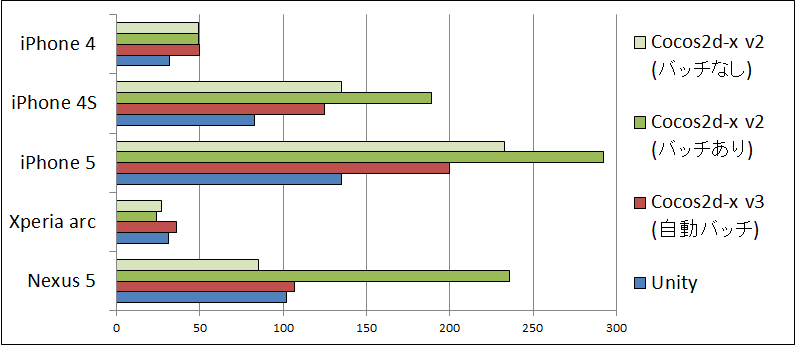 iPhone 4
iPhone 4S
iPhone 5
Xperia arc
Nexus 5
0 50 100 150 200 250 300
Cocos2d-x v2
(バッチなし)
Cocos2d-x v2
(バッチあり)
Cocos2d-x v3
(自動バッチ)
Unity